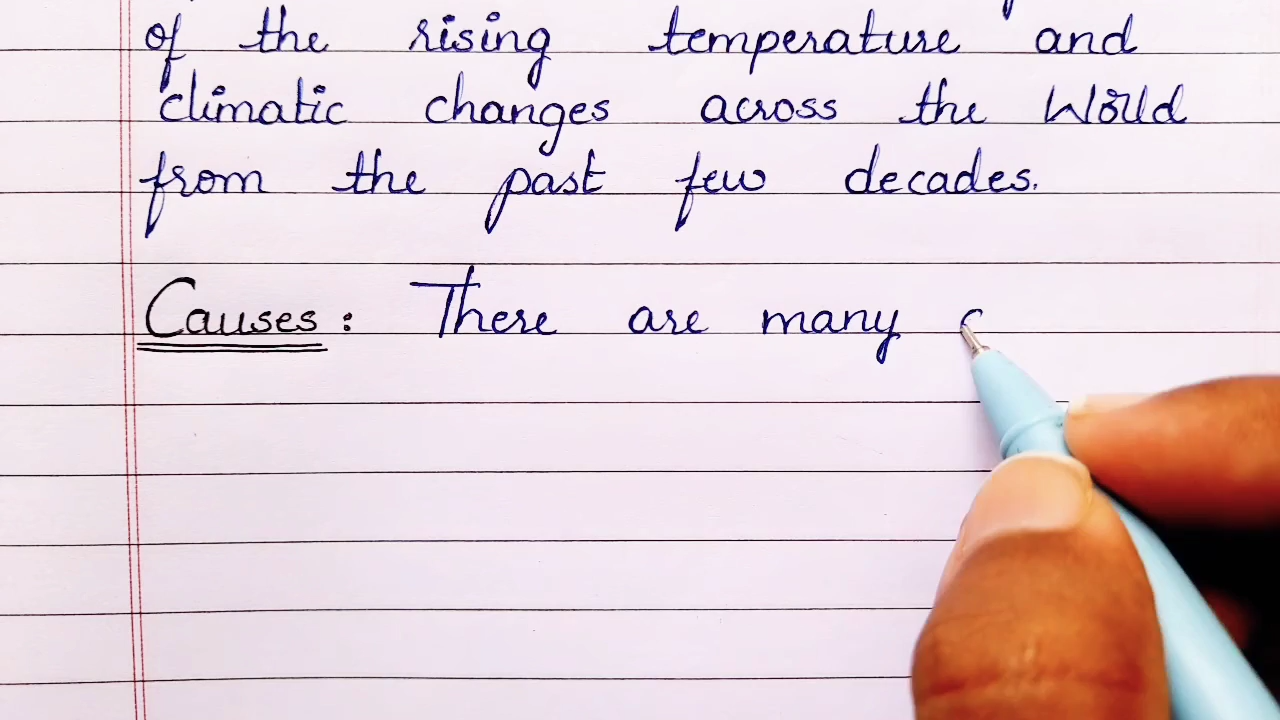 of the rising temperature and
climatic changes across the World
from the past few decades.
Causes: There are many c